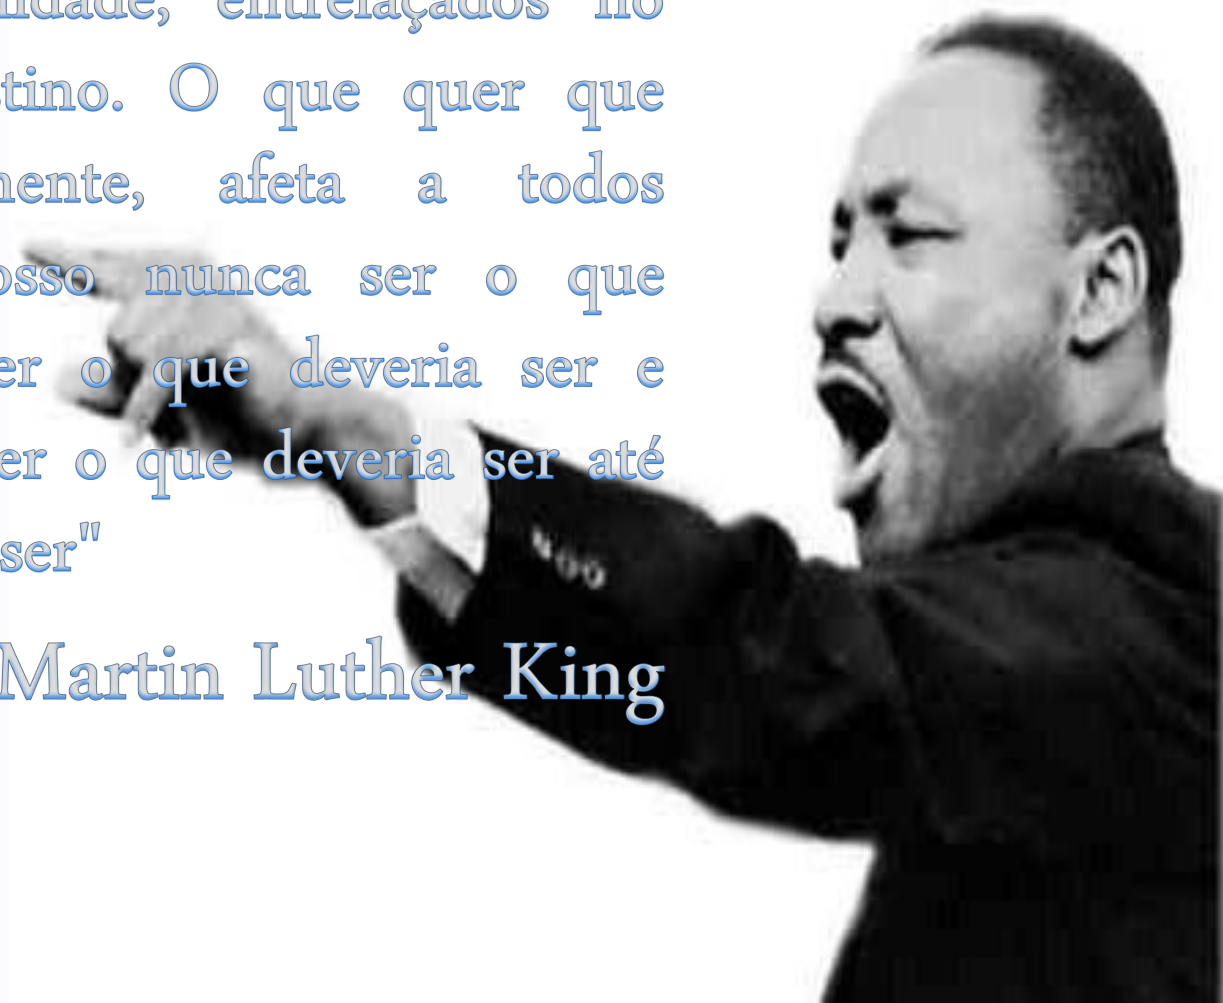 entrelaçados no
O que quer que
afeta a todos
nunca ser o que
o que deveria ser e
o que deveria ser até
ser"
Martin Luther King